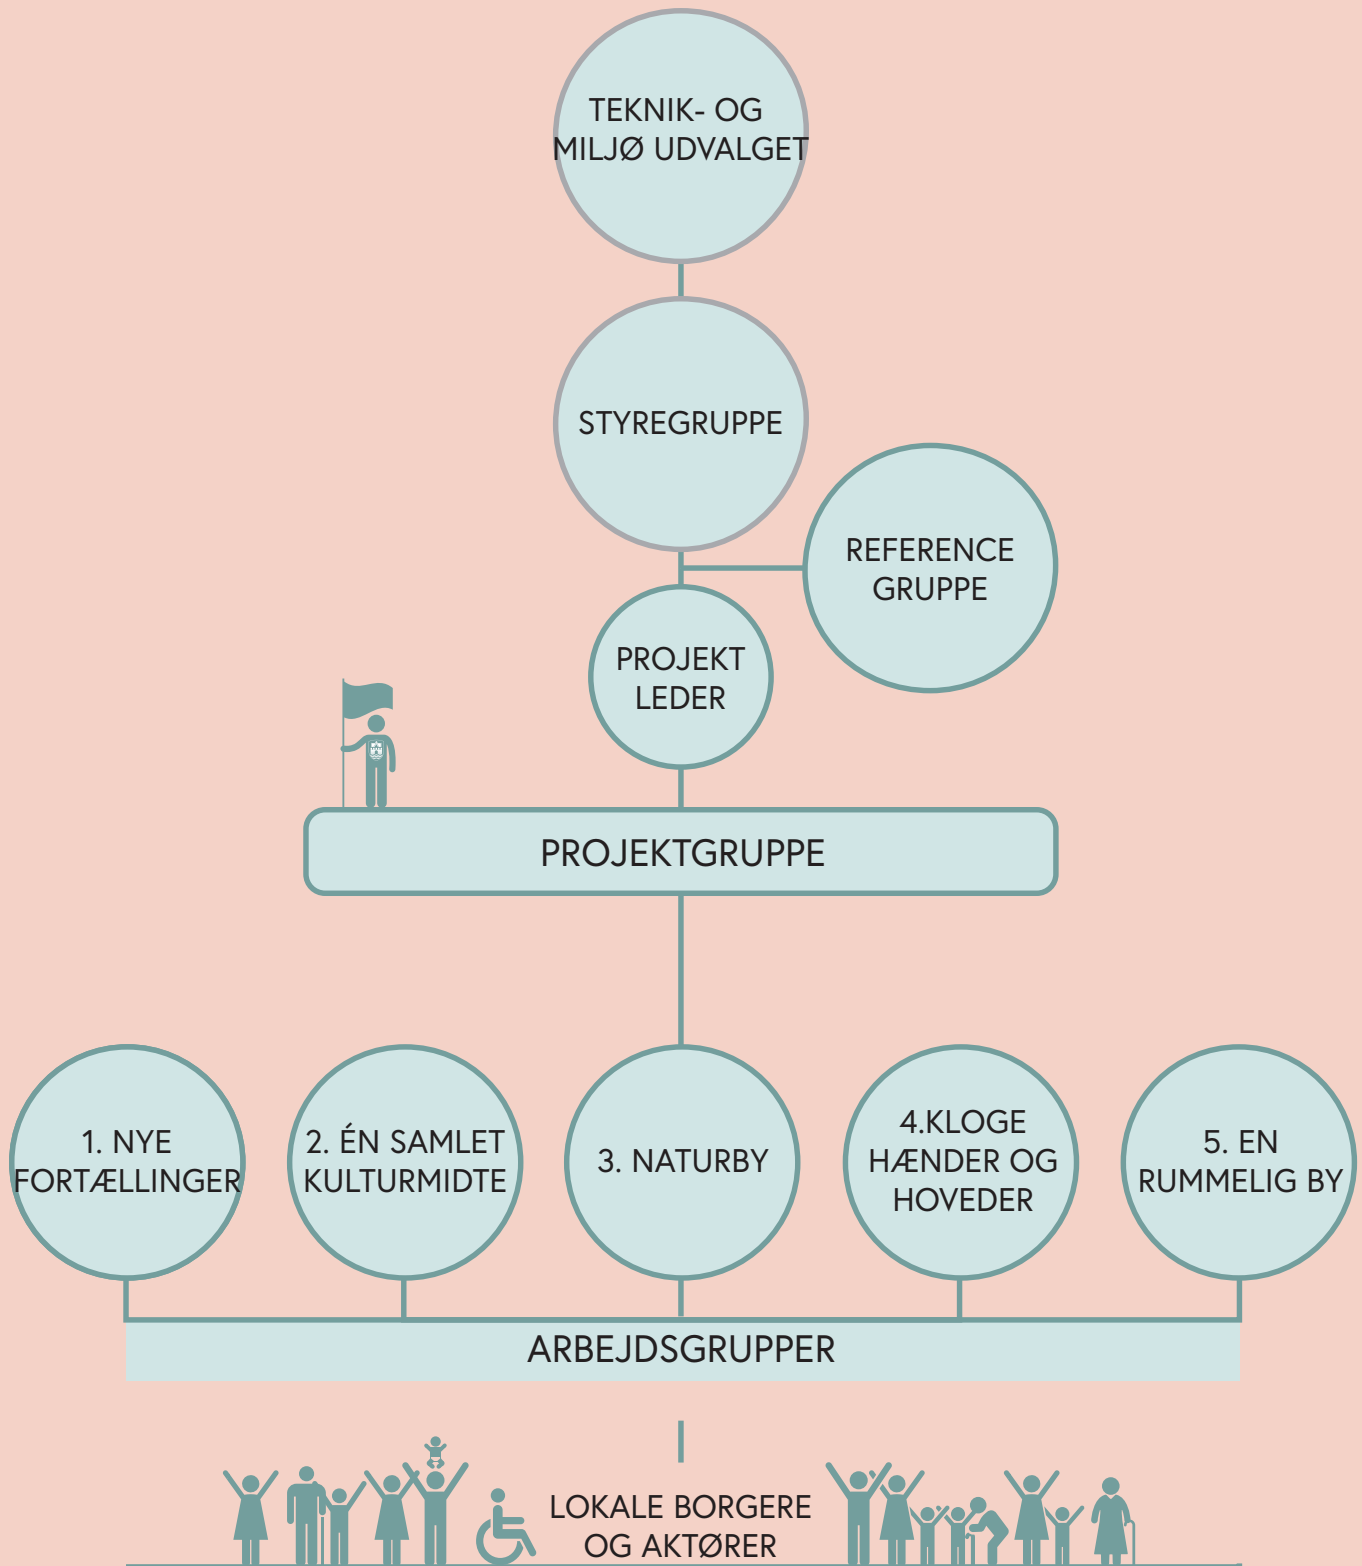 TEKNIK- OG
MILJØ UDVALGET
STYREGRUPPE
REFERENCE
GRUPPE
PROJEKT
LEDER
PROJEKTGRUPPE
1. NYE
FORTÆLLINGER
2. ÉN SAMLET
KULTURMIDTE
3. NATURBY
4.KLOGE
HÆNDER OG
HOVEDER
5. EN
RUMMELIG BY
ARBEJDSGRUPPER
LOKALE BORGERE
OG AKTØRER